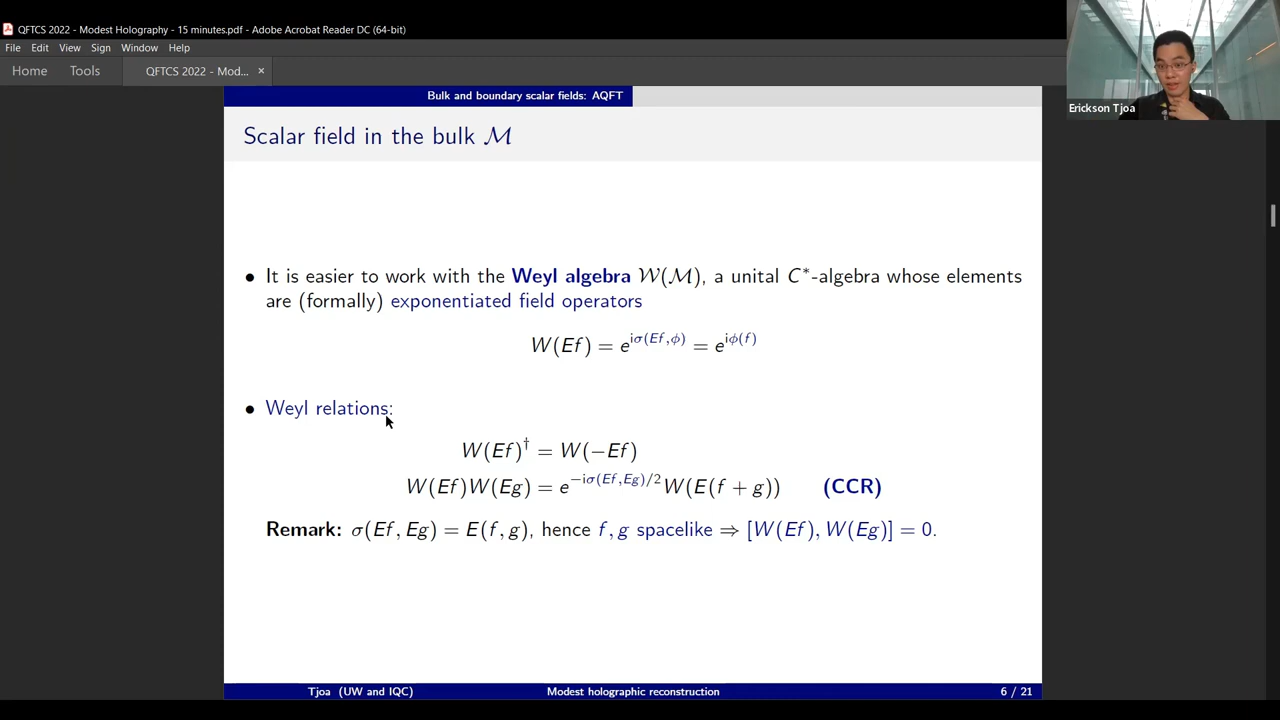 QFTCS 2022 - Modest Holography - 15 minutes.pdf - Adobe Acrobat Reader DC (64-bit)
File Edit View Sign Window Help
Home Tools QFTCS 2022 - Mod... ×
Erickson Tjoa
Bulk and boundary scalar fields: AQFT
Scalar field in the bulk ℳ
• It is easier to work with the Weyl algebra 𝒲(ℳ), a unital C*-algebra whose elements
are (formally) exponentiated field operators
W(Ef) = e^{iσ(Ef,φ)} = e^{iφ(f)}
• Weyl relations:
W(Ef)† = W(−Ef)
W(Ef)W(Eg) = e^{−iσ(Ef,Eg)/2}W(E(f + g)) (CCR)
Remark: σ(Ef, Eg) = E(f, g), hence f, g spacelike ⇒ [W(Ef), W(Eg)] = 0.
Tjoa (UW and IQC) Modest holographic reconstruction 6 / 21